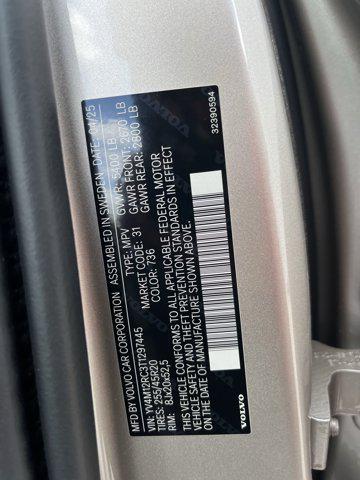 MFD BY VOLVO CAR CORPORATION ASSEMBLED IN SWEDEN DATE 04/25
VIN: YV4M12RC3T1297445 TYPE: MPV GVWR: 5400 LB
TIRES: 255/45R20 MARKET CODE: 31 GAWR FRONT: 2670 LB
RIM: 8Jx20x52,5 COLOR: 736 GAWR REAR: 2800 LB
THIS VEHICLE CONFORMS TO ALL APPLICABLE FEDERAL MOTOR
VEHICLE SAFETY AND THEFT PREVENTION STANDARDS IN EFFECT
ON THE DATE OF MANUFACTURE SHOWN ABOVE.
VOLVO 32390594